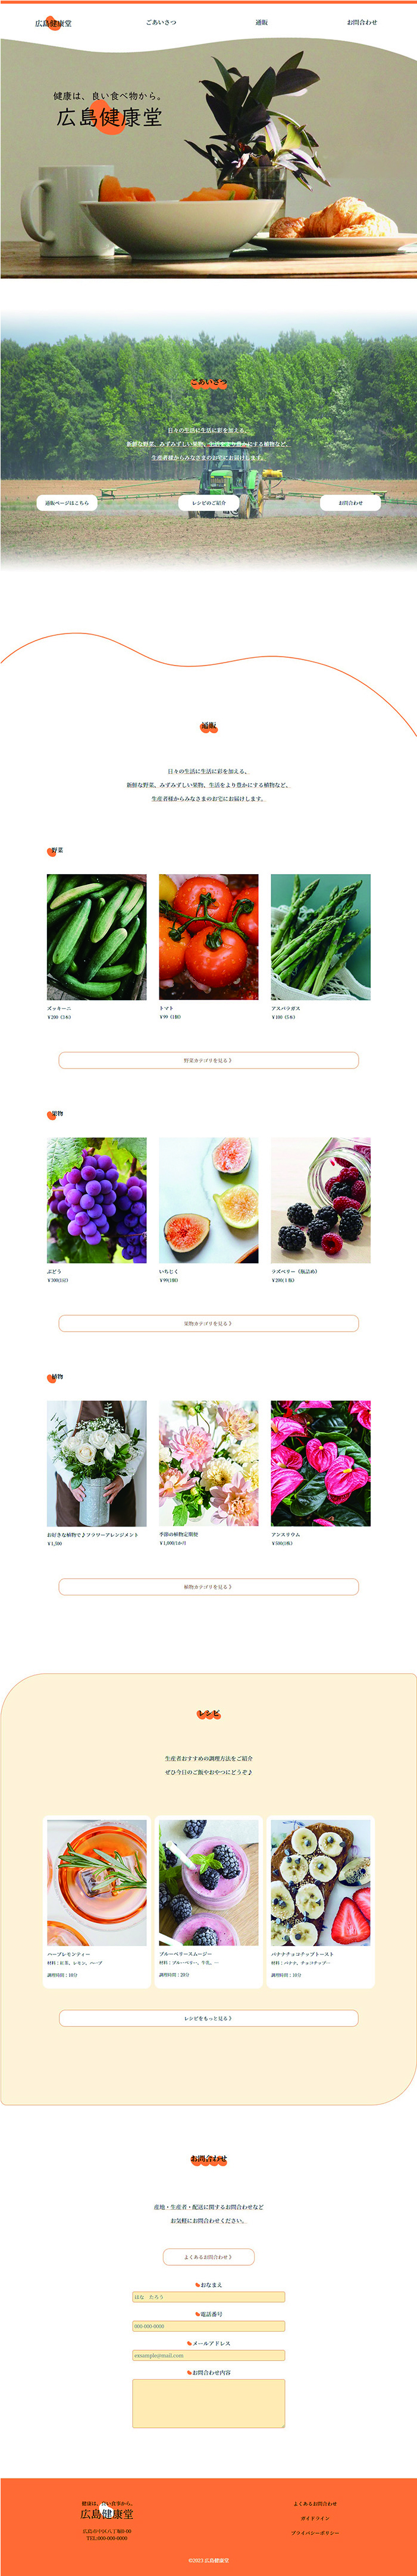 広島健康堂
ごあいさつ
通販
お問合わせ
健康は、良い食べ物から。
広島健康堂
ごあいさつ
日々の生活に生活に彩を加える。
新鮮な野菜、みずみずしい果物、生活をより豊かにする植物など、
生産者様からみなさまのお宅にお届けします。
通販ページはこちら
レシピのご紹介
お問合わせ
通販
日々の生活に生活に彩を加える。
新鮮な野菜、みずみずしい果物、生活をより豊かにする植物など、
生産者様からみなさまのお宅にお届けします。
野菜
ズッキーニ
トマト
アスパラガス
¥200（3本）
¥99（1個）
¥100（5本）
野菜カテゴリを見る 》
果物
ぶどう
いちじく
ラズベリー（瓶詰め）
¥99(1個)
¥200(１瓶)
果物カテゴリを見る 》
植物
お好きな植物で♪フラワーアレンジメント
季節の植物定期便
アンスリウム
¥1,500
¥1,000/1か月
¥500(1株)
植物カテゴリを見る 》
レシピ
生産者おすすめの調理方法をご紹介
ぜひ今日のご飯やおやつにどうぞ♪
ハーブレモンティー
ブルーベリースムージー
バナナチョコチップトースト
材料：紅茶、レモン、ハーブ
材料：ブルーベリー、牛乳、…
材料：バナナ、チョコチップ…
調理時間：10分
調理時間：20分
調理時間：10分
レシピをもっと見る 》
お問合わせ
産地・生産者・配送に関するお問合わせなど
お気軽にお問合わせください。
よくあるお問合わせ 》
おなまえ
はな　たろう
電話番号
000-000-0000
メールアドレス
exsample@mail.com
お問合わせ内容
健康は、良い食事から。
広島健康堂
広島市中区八丁堀0-00
TEL:000-000-0000
よくあるお問合わせ
ガイドライン
プライバシーポリシー
©2023 広島健康堂